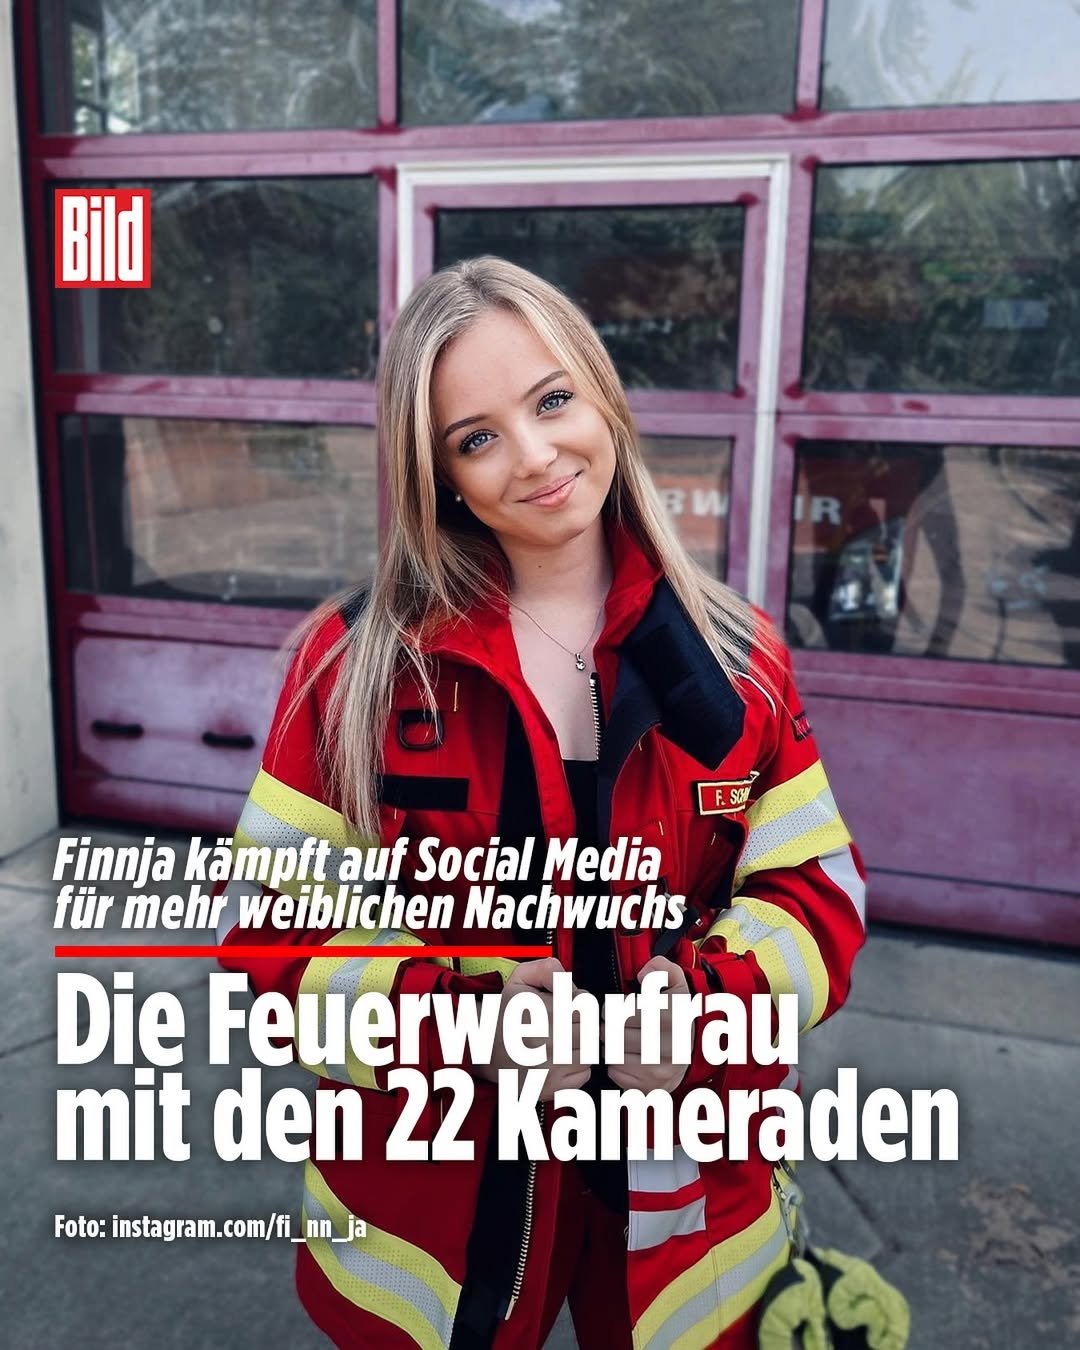 Bild
F. SCH
Finnja kämpft auf Social Media
für mehr weiblichen Nachwuchs
Die Feuerwehrfrau
mit den 22 Kameraden
Foto: instagram.com/fi_nn_ja